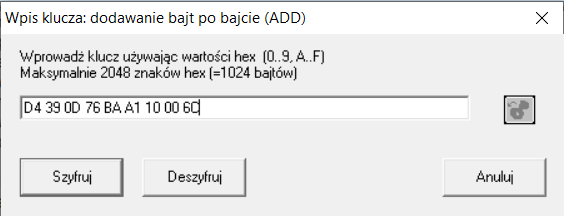 Wpis klucza: dodawanie bajt po bajcie (ADD)
Wprowadź klucz używając wartości hex (0..9, A..F)
Maksymalnie 2048 znaków hex (=1024 bajtów)
D4 39 0D 76 BA A1 10 00 6C
Szyfruj
Deszyfruj
Anuluj